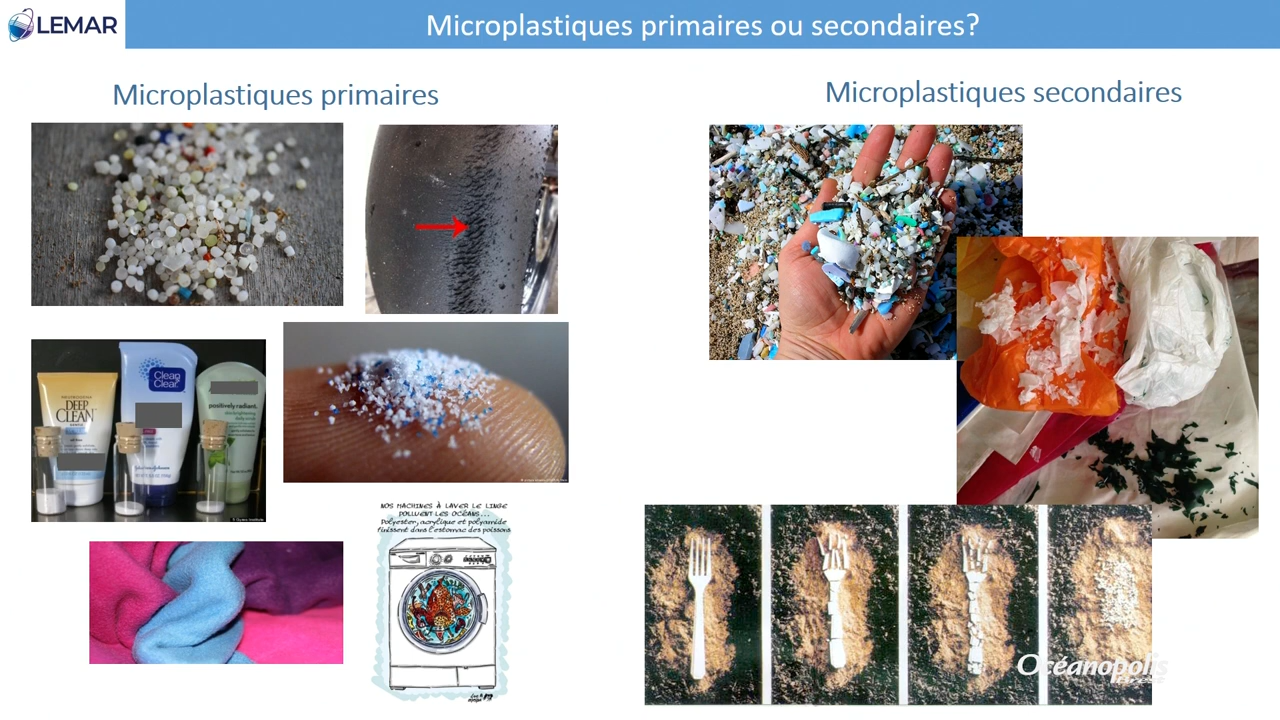 LEMAR
Microplastiques primaires ou secondaires?
Microplastiques primaires
Microplastiques secondaires
DEEP
CLEAN
Clean
Clear
positively radiant.
NOS MACHINES À LAVER LE LINGE
POLLUENT LES OCÉANS...
Polyester, acrylique et polyamide
finissent dans l'estomac des poissons
Océanopolis